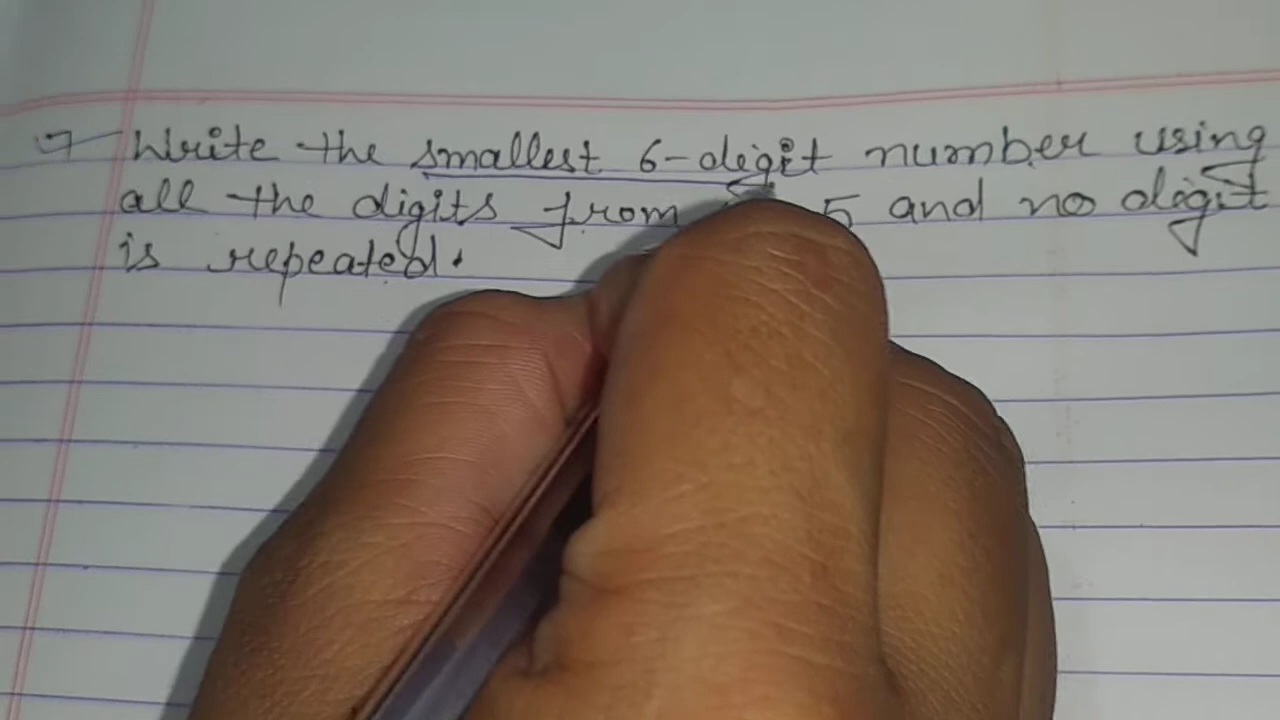 7 Write the smallest 6-digit number using
all the digits from 5 and no digit
is repeated.